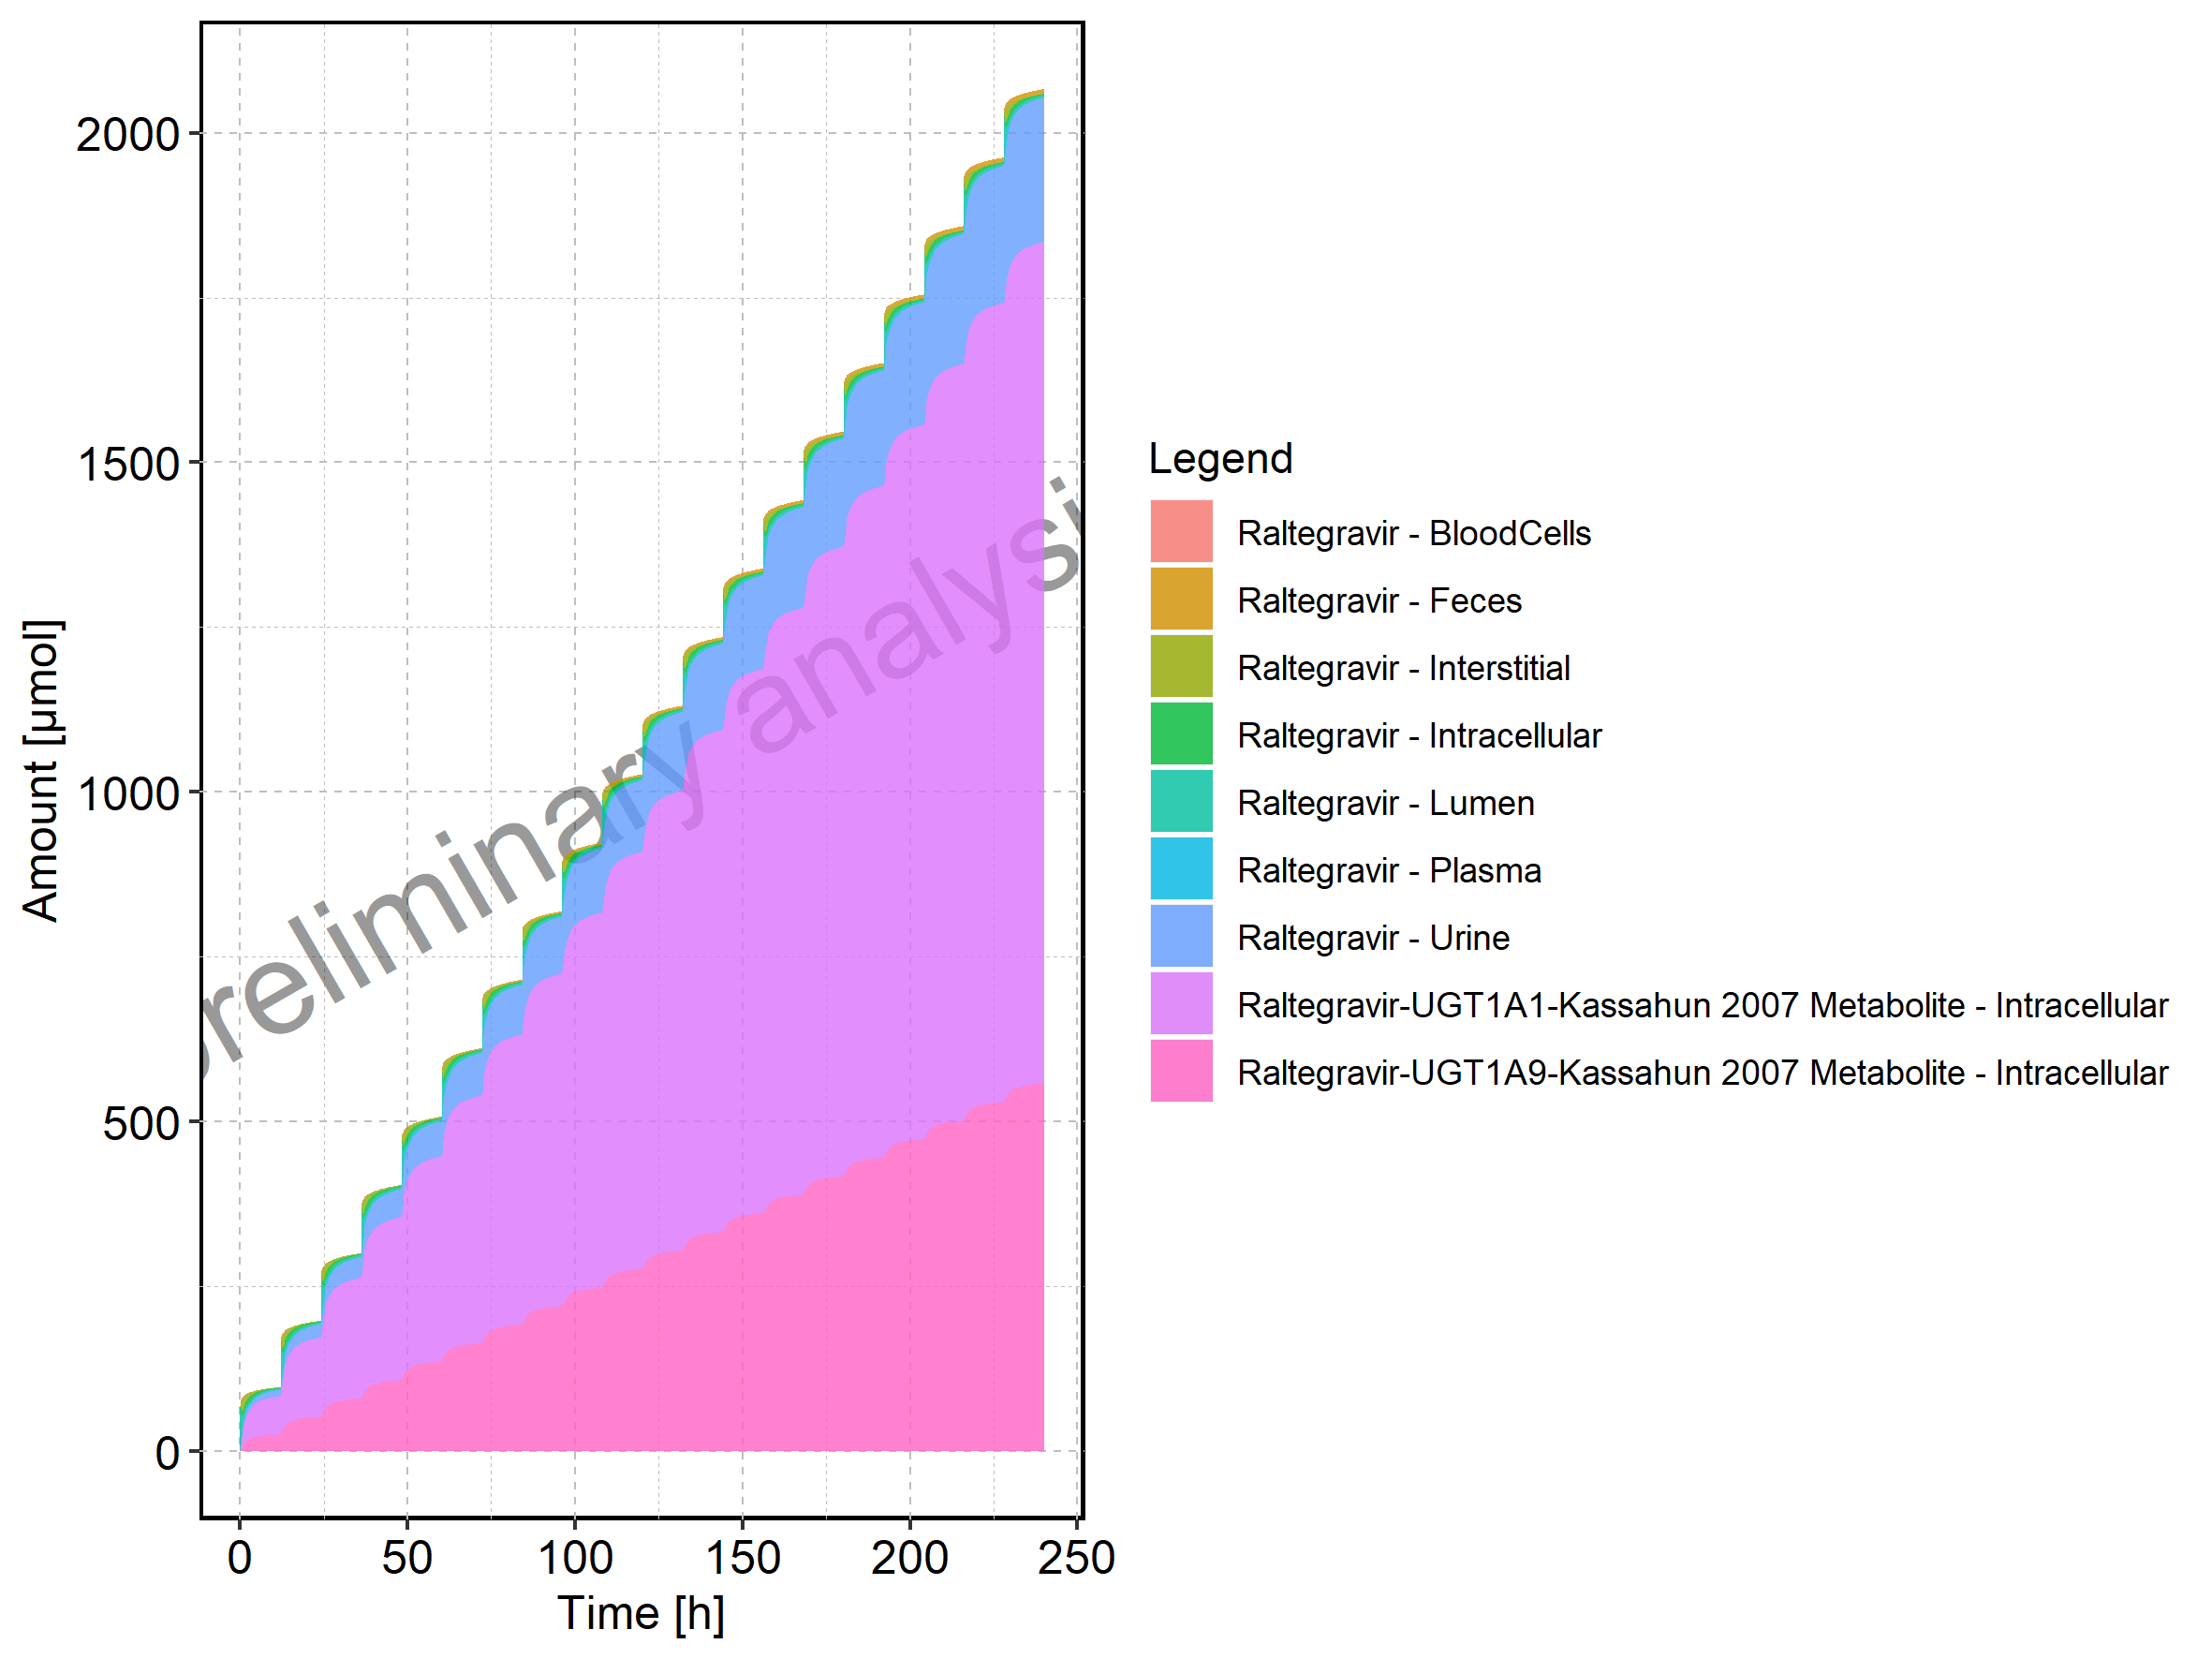 2000
1500
1000
500
0
Amount [µmol]
0 50 100 150 200 250
Time [h]
preliminary analysis
Legend
Raltegravir - BloodCells
Raltegravir - Feces
Raltegravir - Interstitial
Raltegravir - Intracellular
Raltegravir - Lumen
Raltegravir - Plasma
Raltegravir - Urine
Raltegravir-UGT1A1-Kassahun 2007 Metabolite - Intracellular
Raltegravir-UGT1A9-Kassahun 2007 Metabolite - Intracellular